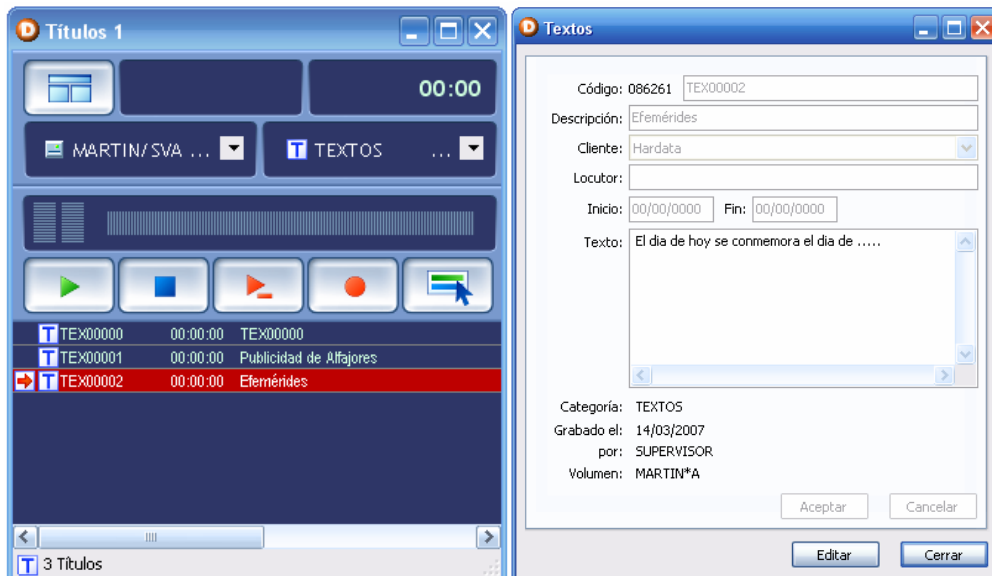 Títulos 1
00:00
MARTIN/SVA ...
T TEXTOS ...
T TEX00000 00:00:00 TEX00000
T TEX00001 00:00:00 Publicidad de Alfajores
T TEX00002 00:00:00 Efemérides
T 3 Títulos
Textos
Código: 086261 TEX00002
Descripción: Efemérides
Cliente: Hardata
Locutor:
Inicio: 00/00/0000 Fin: 00/00/0000
Texto: El dia de hoy se conmemora el dia de .....
Categoría: TEXTOS
Grabado el: 14/03/2007
por: SUPERVISOR
Volumen: MARTIN*A
Aceptar Cancelar
Editar Cerrar